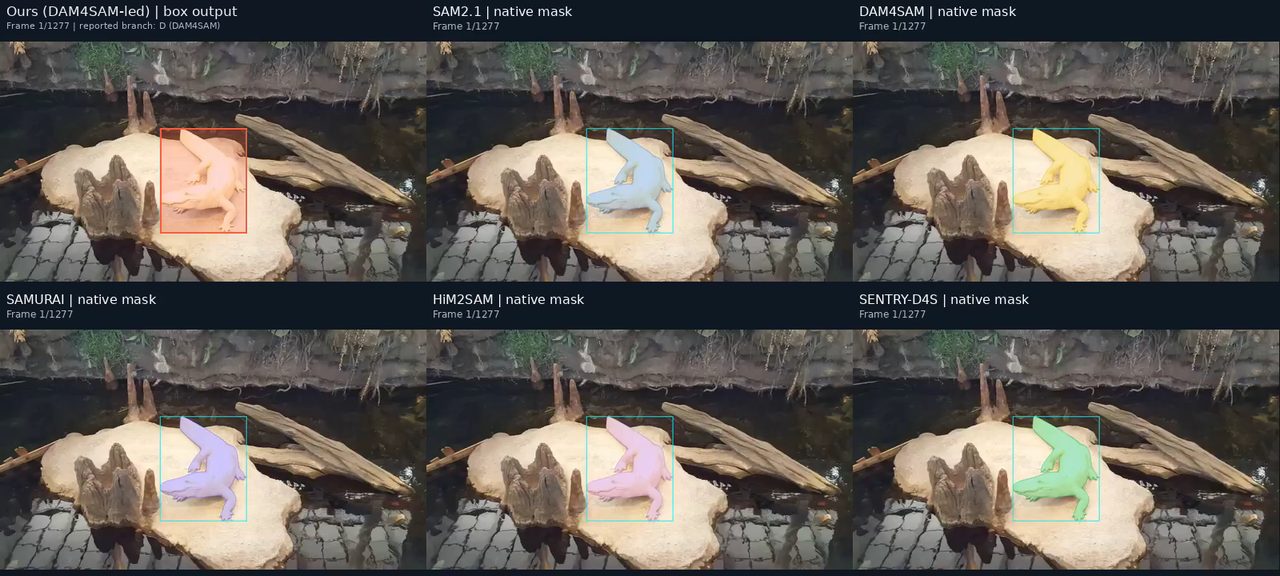 Ours (DAM4SAM-led) | box output
Frame 1/1277 | reported branch: D (DAM4SAM)
SAM2.1 | native mask
Frame 1/1277
DAM4SAM | native mask
Frame 1/1277
SAMURAI | native mask
Frame 1/1277
HiM2SAM | native mask
Frame 1/1277
SENTRY-D4S | native mask
Frame 1/1277